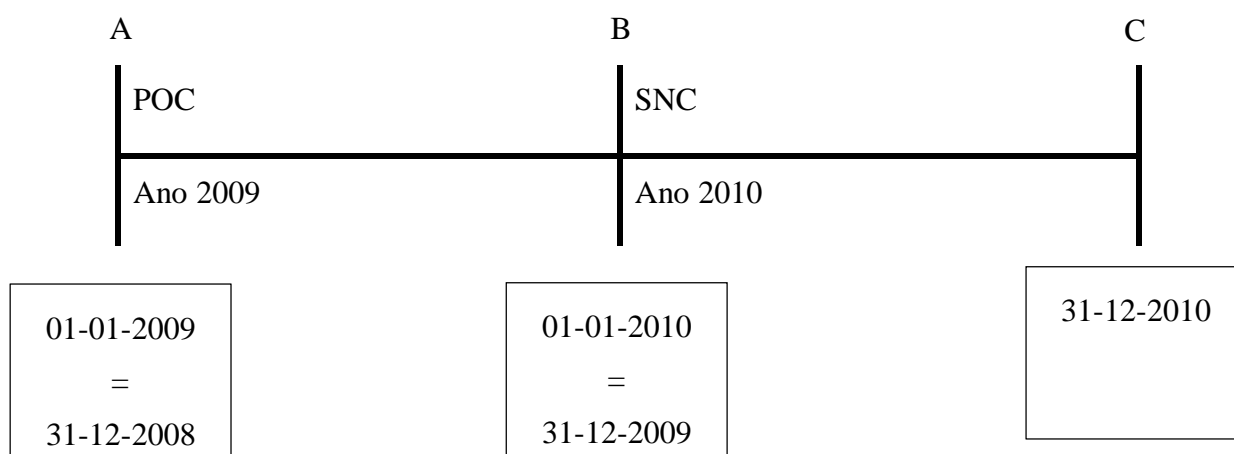 A
B
C
POC
SNC
Ano 2009
Ano 2010
01-01-2009
=
31-12-2008
01-01-2010
=
31-12-2009
31-12-2010